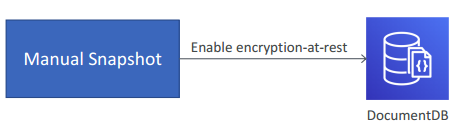 Manual Snapshot
Enable encryption-at-rest
{}
DocumentDB